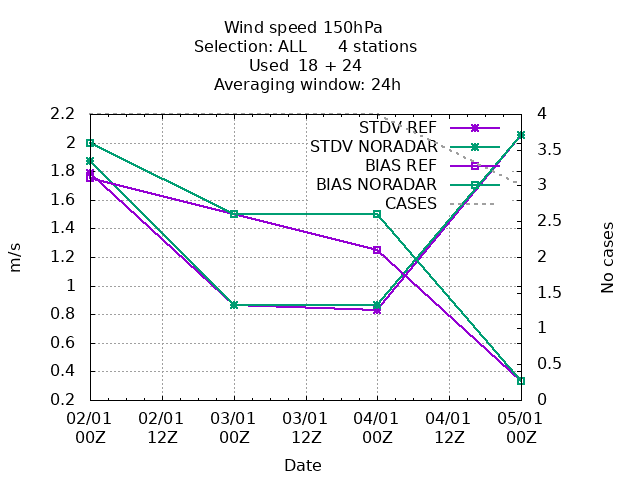 Wind speed 150hPa
Selection: ALL      4 stations
Used  18 + 24
Averaging window: 24h
2.2
2
1.8
1.6
1.4
1.2
1
0.8
0.6
0.4
0.2
m/s
STDV REF
STDV NORADAR
BIAS REF
BIAS NORADAR
CASES
4
3.5
3
2.5
2
1.5
1
0.5
0
No cases
02/01 02/01 03/01 03/01 04/01 04/01 05/01
00Z 12Z 00Z 12Z 00Z 12Z 00Z
Date